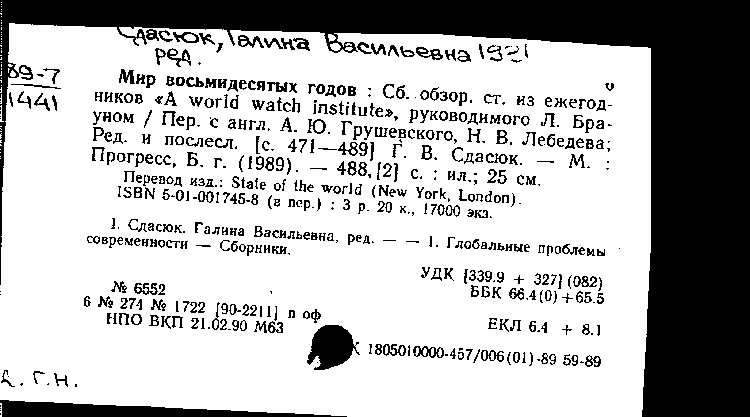 Сдасюк, Галина Васильевна 1921
ред.
89-7
1441
Мир восьмидесятых годов : Сб. обзор. ст. из ежегод-
ников «A world watch institute», руководимого Л. Бра-
уном / Пер. с англ. А. Ю. Грушевского, Н. В. Лебедева;
Ред. и послесл. [с. 471—489] Г. В. Сдасюк. — М. :
Прогресс, Б. г. (1989). — 488, [2] с. : ил.; 25 см.
Перевод изд.: State of the world (New York, London).
ISBN 5-01-001745-8 (в пер.) : 3 р. 20 к., 17000 экз.
1. Сдасюк. Галина Васильевна, ред. — — 1. Глобальные проблемы
современности — Сборники.
УДК [339.9 + 327] (082)
ББК 66.4(0)+65.5
№ 6552
6 № 274 № 1722 [90-2211] п оф
НПО ВКП 21.02.90 М63
ЕКЛ 6.4 + 8.1
1805010000-457/006(01)-89 59-89
Г.Н.